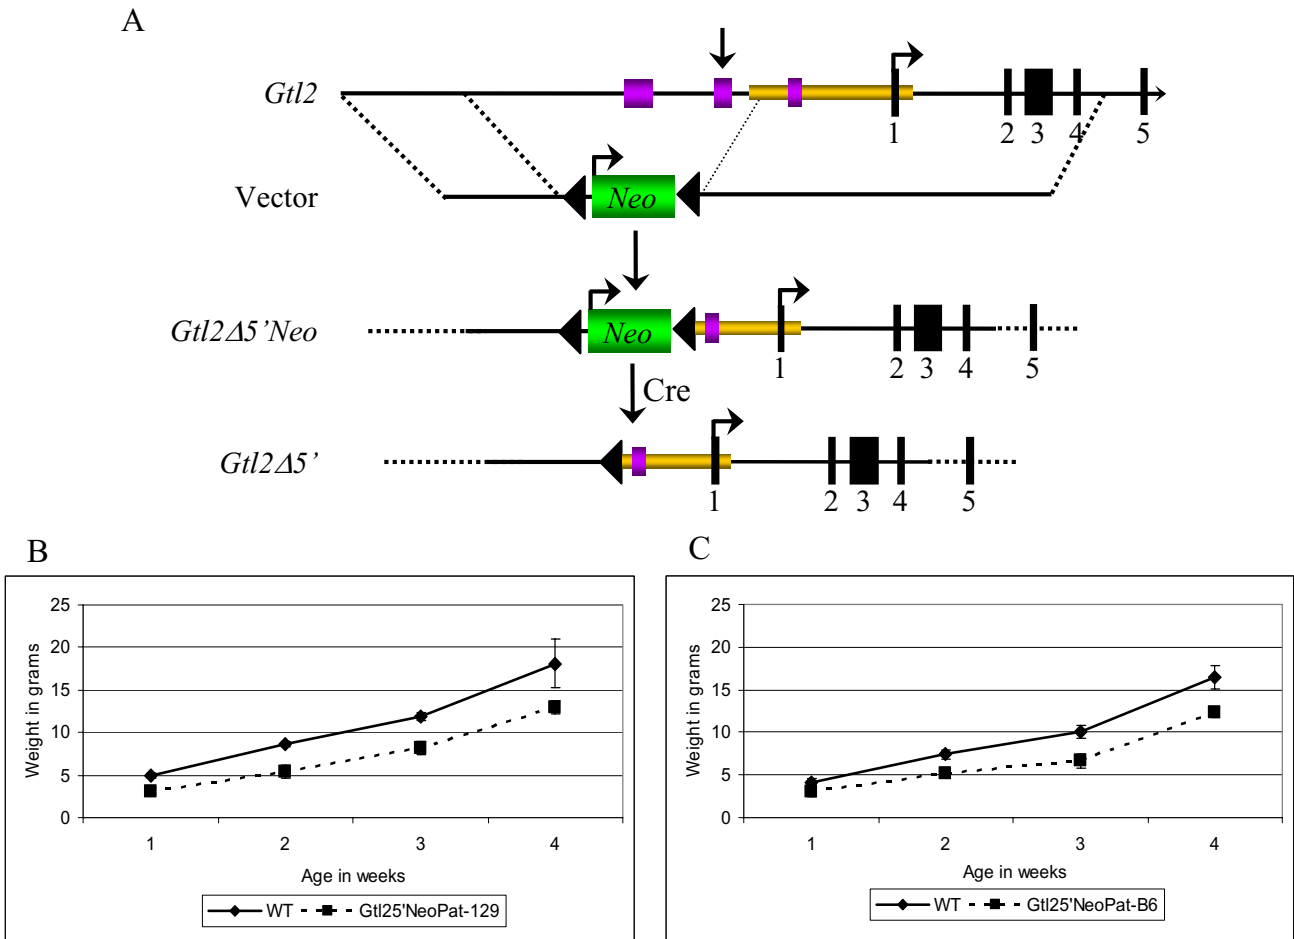 A
Gtl2
1 2 3 4 5
Vector
Neo
Gtl2Δ5’Neo
Neo
1 2 3 4 5
Cre
Gtl2Δ5’
1 2 3 4 5
B
Weight in grams
25
20
15
10
5
0
1 2 3 4
Age in weeks
WT Gtl25'NeoPat-129
C
Weight in grams
25
20
15
10
5
0
1 2 3 4
Age in weeks
WT Gtl25'NeoPat-B6